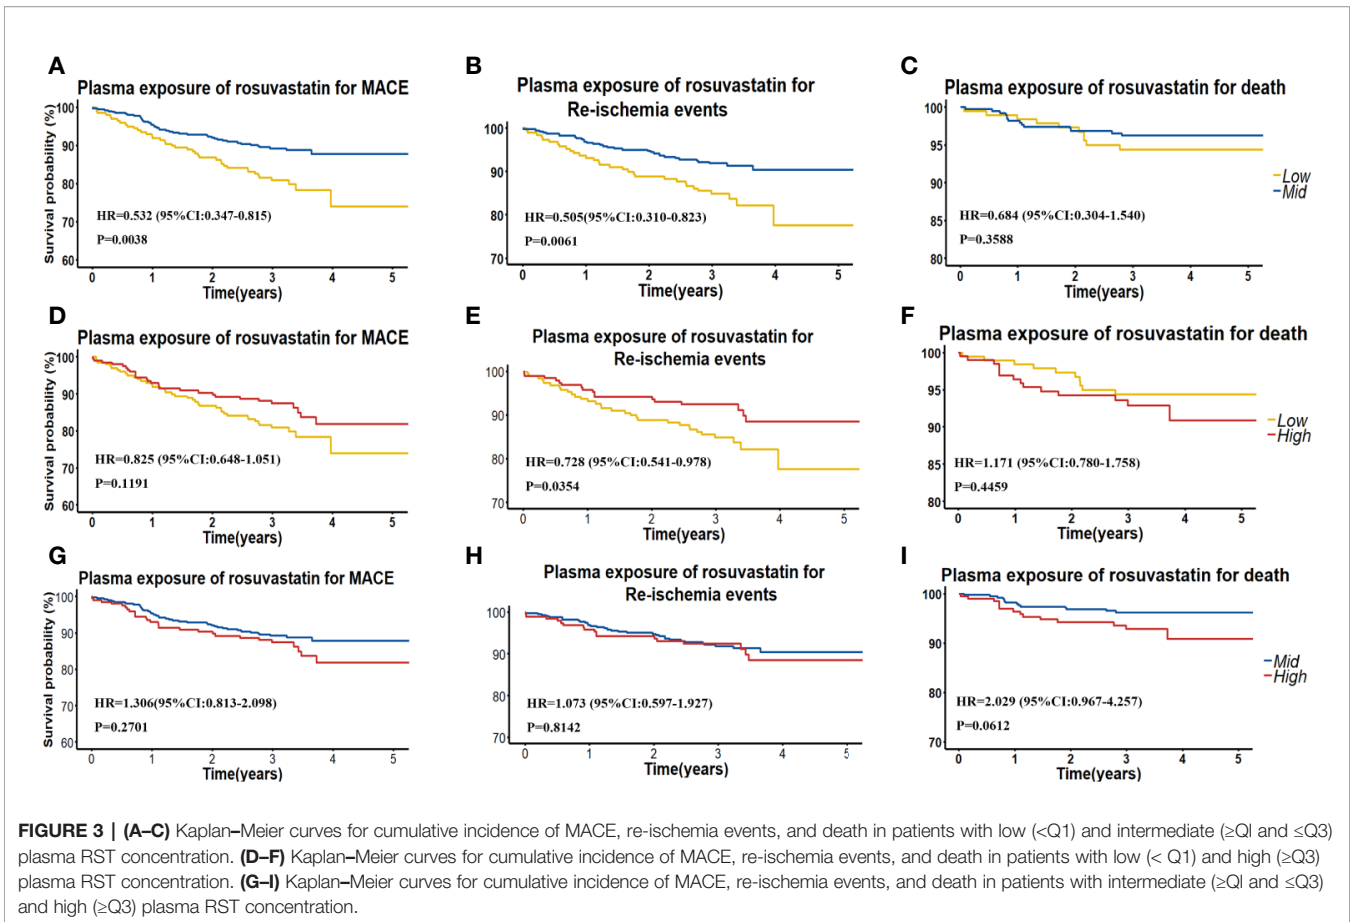 A
Plasma exposure of rosuvastatin for MACE
Survival probability (%)
100
90
80
70
60
HR=0.532 (95%CI:0.347-0.815)
P=0.0038
0 1 2 3 4 5
Time(years)
B
Plasma exposure of rosuvastatin for
Re-ischemia events
100
90
80
70
HR=0.505(95%CI:0.310-0.823)
P=0.0061
0 1 2 3 4 5
Time(years)
C
Plasma exposure of rosuvastatin for death
100
95
90
85
80
HR=0.684 (95%CI:0.304-1.540)
P=0.3588
0 1 2 3 4 5
Time(years)
Low
Mid
D
Plasma exposure of rosuvastatin for MACE
Survival probability (%)
100
90
80
70
60
HR=0.825 (95%CI:0.648-1.051)
P=0.1191
0 1 2 3 4 5
Time(years)
E
Plasma exposure of rosuvastatin for
Re-ischemia events
100
90
80
70
HR=0.728 (95%CI:0.541-0.978)
P=0.0354
0 1 2 3 4 5
Time(years)
F
Plasma exposure of rosuvastatin for death
100
95
90
85
80
HR=1.171 (95%CI:0.780-1.758)
P=0.4459
0 1 2 3 4 5
Time(years)
Low
High
G
Plasma exposure of rosuvastatin for MACE
Survival probability (%)
100
90
80
70
60
HR=1.306(95%CI:0.813-2.098)
P=0.2701
0 1 2 3 4 5
Time(years)
H
Plasma exposure of rosuvastatin for
Re-ischemia events
100
90
80
70
HR=1.073 (95%CI:0.597-1.927)
P=0.8142
0 1 2 3 4 5
Time(years)
I
Plasma exposure of rosuvastatin for death
100
90
80
70
HR=2.029 (95%CI:0.967-4.257)
P=0.0612
0 1 2 3 4 5
Time(years)
Mid
High
FIGURE 3 | (A–C) Kaplan–Meier curves for cumulative incidence of MACE, re-ischemia events, and death in patients with low (<Q1) and intermediate (≥Ql and ≤Q3)
plasma RST concentration. (D–F) Kaplan–Meier curves for cumulative incidence of MACE, re-ischemia events, and death in patients with low (< Q1) and high (≥Q3)
plasma RST concentration. (G–I) Kaplan–Meier curves for cumulative incidence of MACE, re-ischemia events, and death in patients with intermediate (≥Ql and ≤Q3)
and high (≥Q3) plasma RST concentration.